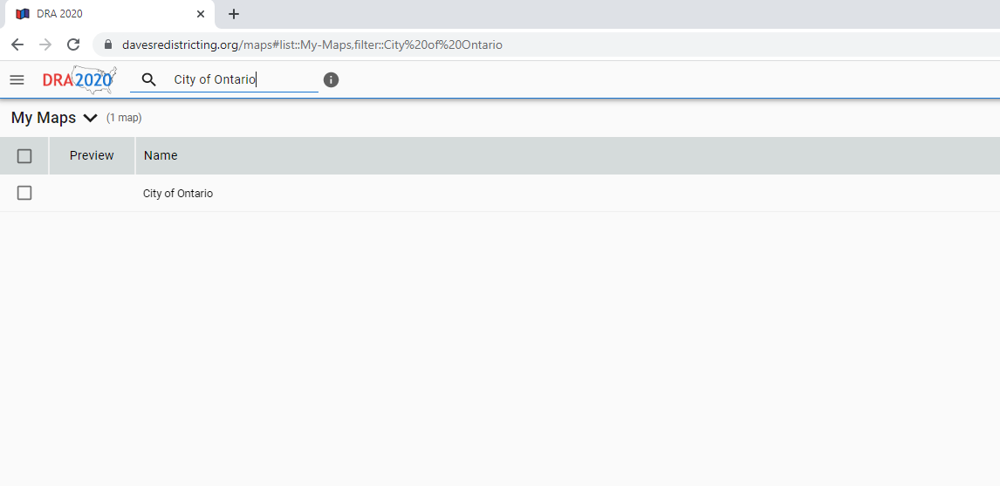 DRA 2020
davesredistricting.org/maps#list::My-Maps,filter::City%20of%20Ontario
DRA2020 City of Ontario
My Maps (1 map)
Preview Name
City of Ontario